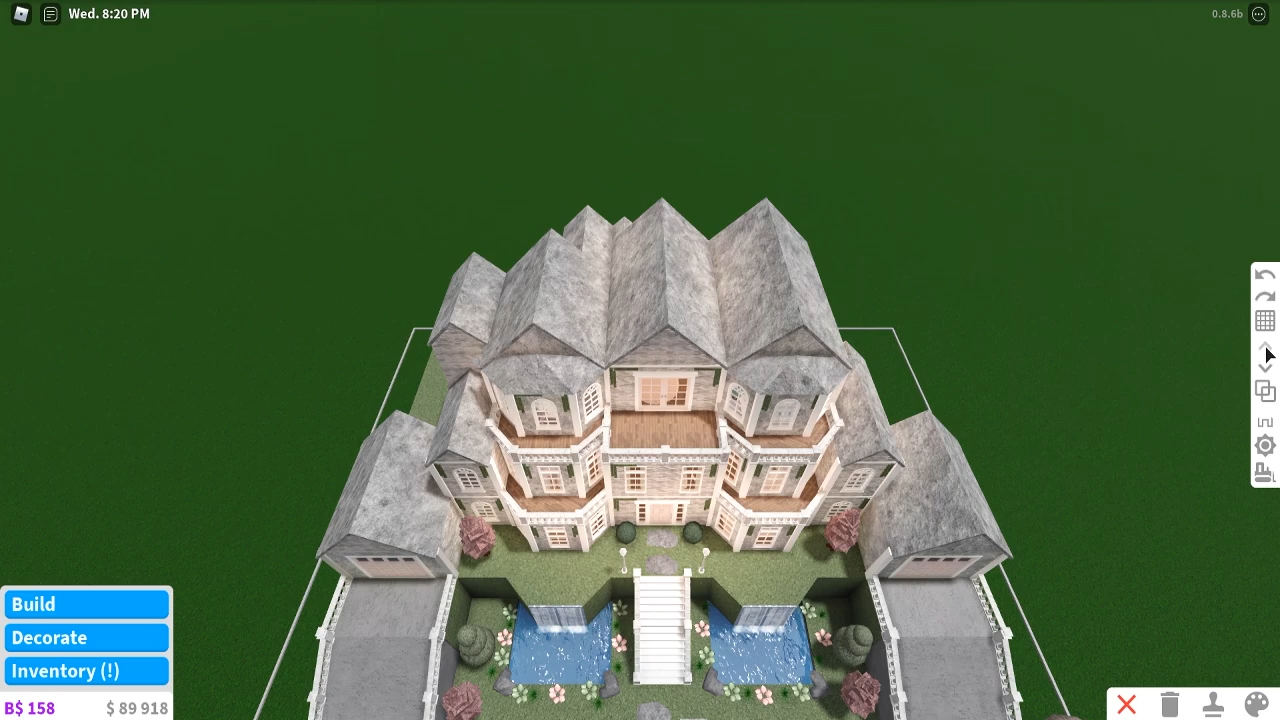 Wed. 8:20 PM
0.8.6b
Build
Decorate
Inventory (!)
B$ 158
$ 89 918